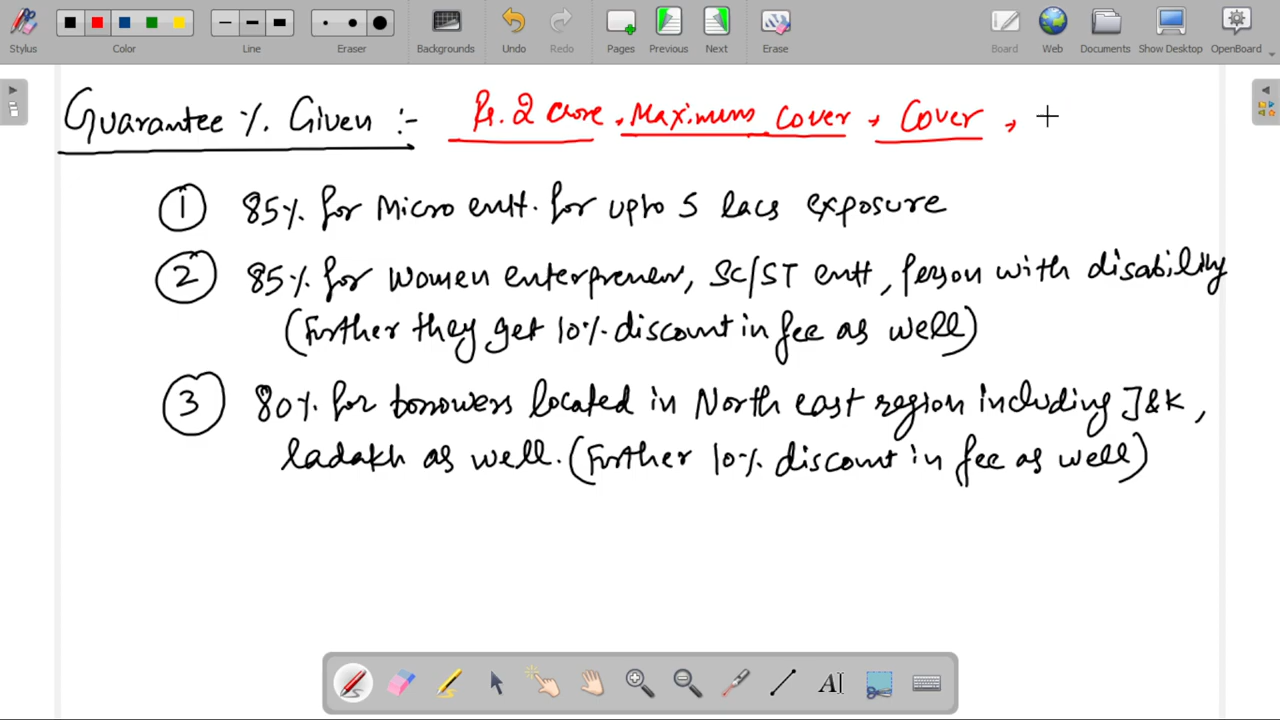 Stylus
Color
Line
Eraser
Backgrounds
Undo
Redo
Pages
Previous
Next
Erase
Board
Web
Documents
Show Desktop
OpenBoard
Guarantee %. Given :- Rs. 2 crore, Maximum cover, Cover,
① 85% for Micro entt. for upto 5 lacs exposure
② 85% for Women enterpreneur, SC/ST entt, Person with disability
(Further they get 10% discount in fee as well)
③ 80% for borrowers located in North east region including J&K,
ladakh as well. (Further 10% discount in fee as well)
AI